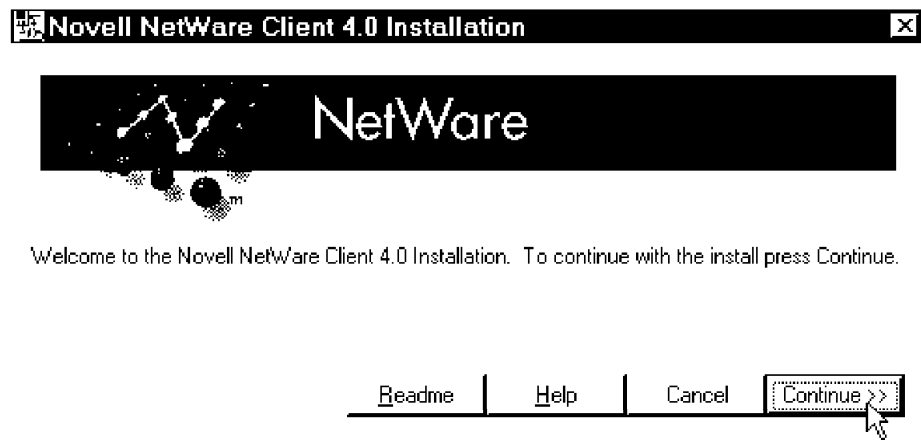 Novell NetWare Client 4.0 Installation
NetWare
TM
Welcome to the Novell NetWare Client 4.0 Installation. To continue with the install press Continue.
Readme Help Cancel Continue >>